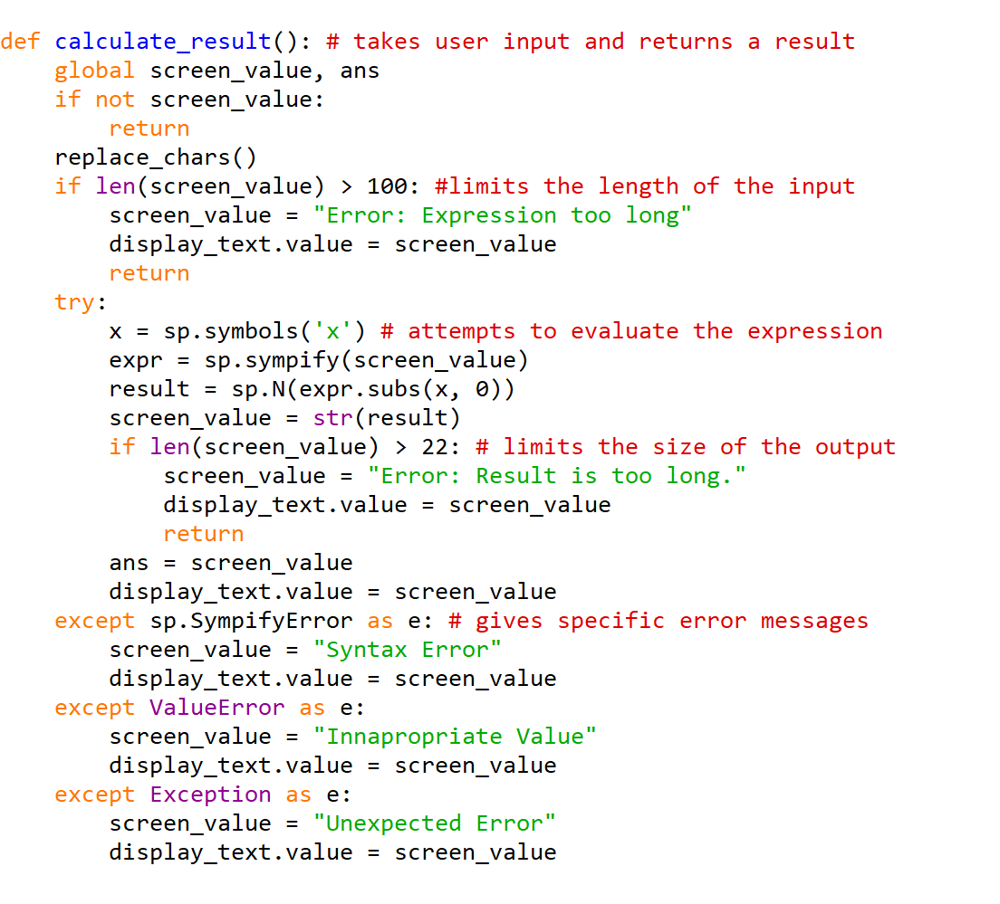 def calculate_result(): # takes user input and returns a result
    global screen_value, ans
    if not screen_value:
        return
    replace_chars()
    if len(screen_value) > 100: #limits the length of the input
        screen_value = "Error: Expression too long"
        display_text.value = screen_value
        return
    try:
        x = sp.symbols('x') # attempts to evaluate the expression
        expr = sp.sympify(screen_value)
        result = sp.N(expr.subs(x, 0))
        screen_value = str(result)
        if len(screen_value) > 22: # limits the size of the output
            screen_value = "Error: Result is too long."
            display_text.value = screen_value
            return
        ans = screen_value
        display_text.value = screen_value
    except sp.SympifyError as e: # gives specific error messages
        screen_value = "Syntax Error"
        display_text.value = screen_value
    except ValueError as e:
        screen_value = "Innapropriate Value"
        display_text.value = screen_value
    except Exception as e:
        screen_value = "Unexpected Error"
        display_text.value = screen_value